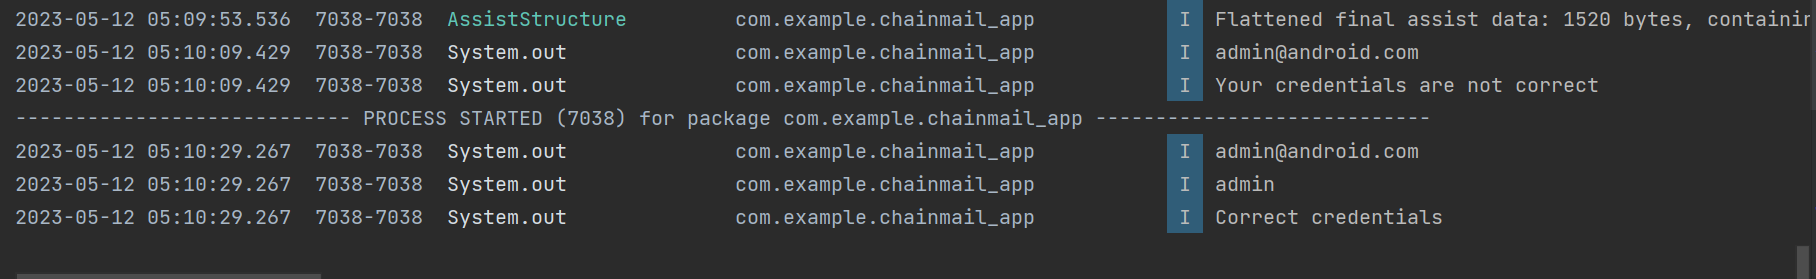 2023-05-12 05:09:53.536 7038-7038 AssistStructure com.example.chainmail_app I Flattened final assist data: 1520 bytes,
2023-05-12 05:10:09.429 7038-7038 System.out com.example.chainmail_app I admin@android.com
2023-05-12 05:10:09.429 7038-7038 System.out com.example.chainmail_app I Your credentials are not correct
---------------------------- PROCESS STARTED (7038) for package com.example.chainmail_app ----------------------------
2023-05-12 05:10:29.267 7038-7038 System.out com.example.chainmail_app I admin@android.com
2023-05-12 05:10:29.267 7038-7038 System.out com.example.chainmail_app I admin
2023-05-12 05:10:29.267 7038-7038 System.out com.example.chainmail_app I Correct credentials